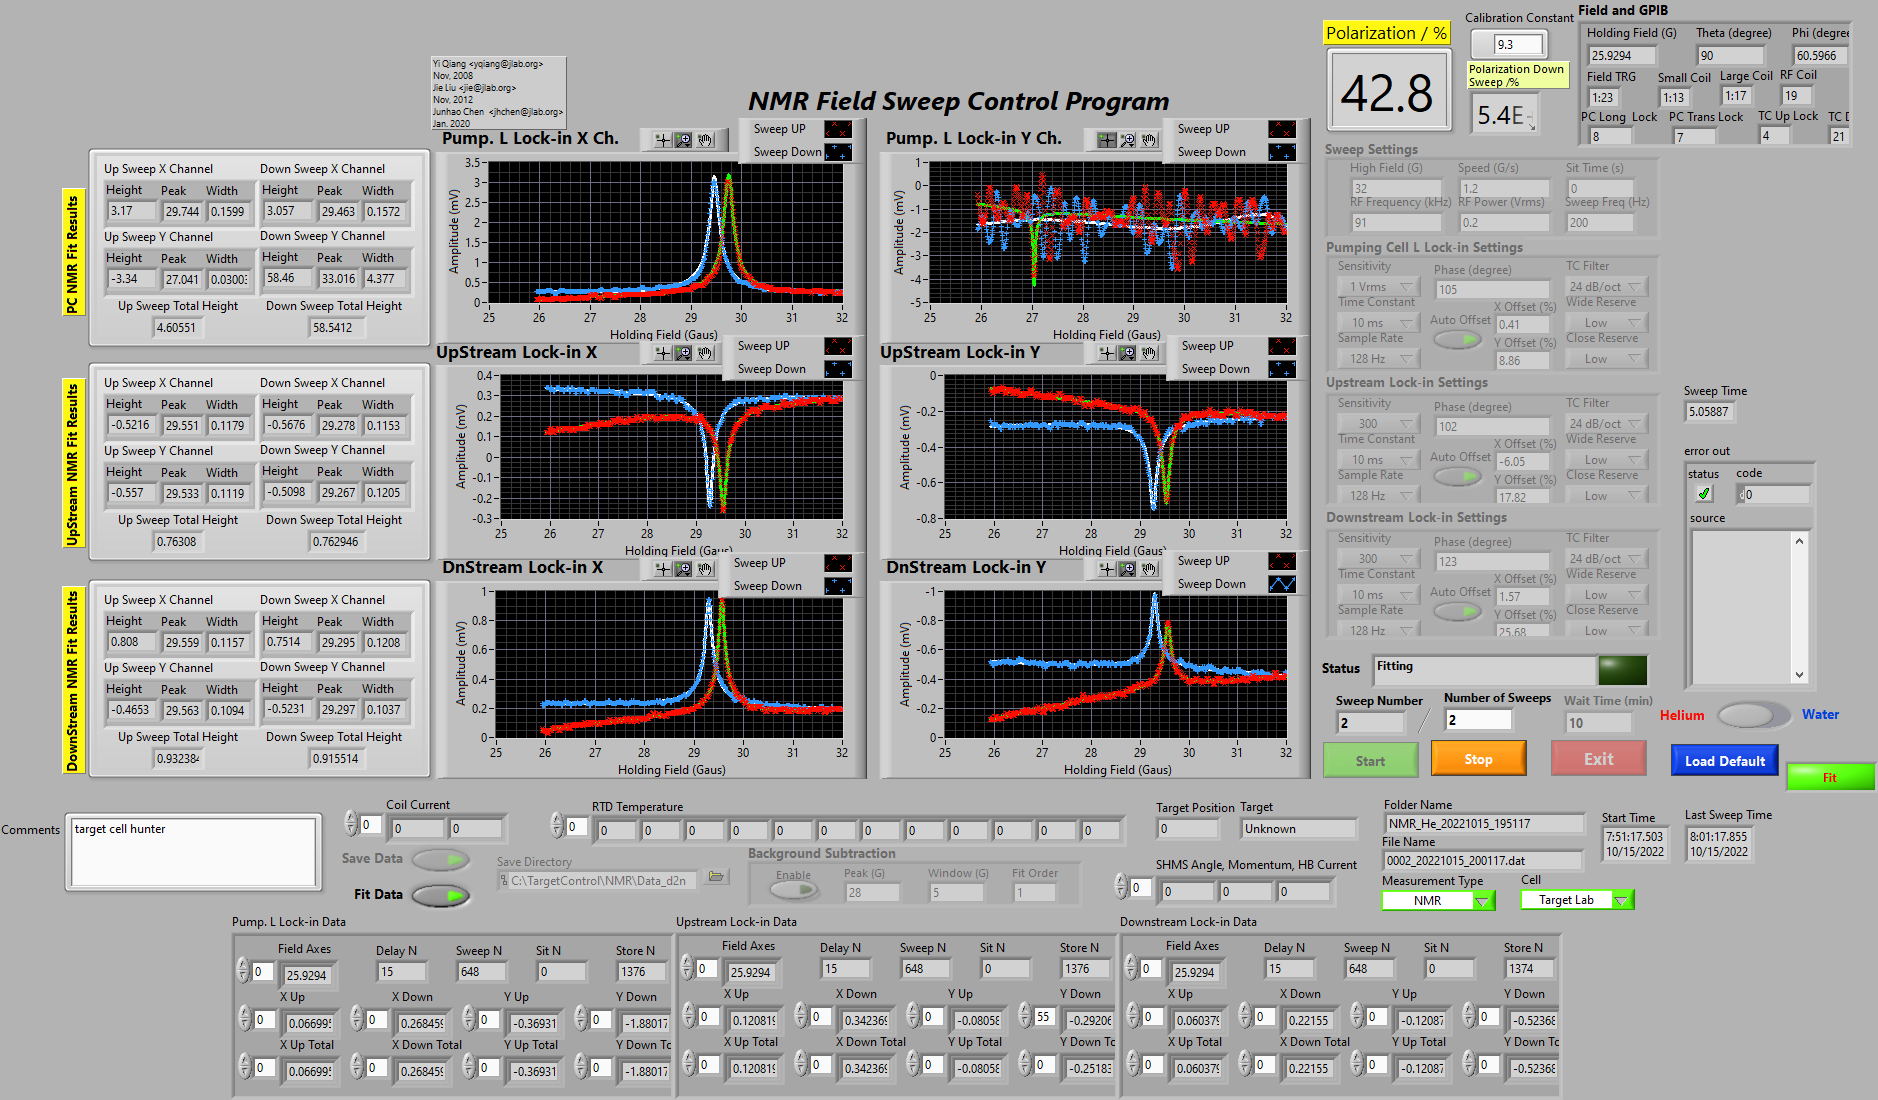 Yi Qiang <yqiang@jlab.org>
Nov, 2008
Jie Liu <jie@jlab.org>
Nov, 2012
Junhao Chen <jhchen@jlab.org>
Jan. 2020
NMR Field Sweep Control Program
Polarization / %
42.8
Calibration Constant
9.3
Polarization Down
Sweep /%
5.4E-
Field and GPIB
Holding Field (G) Theta (degree) Phi (degree
25.9294 90 60.5966
Field TRG Small Coil Large Coil RF Coil
1:23 1:13 1:17 19
PC Long Lock PC Trans Lock TC Up Lock TC D
8 7 4 21
PC NMR Fit Results
Up Sweep X Channel Down Sweep X Channel
Height Peak Width Height Peak Width
3.17 29.744 0.1599 3.057 29.463 0.1572
Up Sweep Y Channel Down Sweep Y Channel
Height Peak Width Height Peak Width
-3.34 27.041 0.03003 58.46 33.016 4.377
Up Sweep Total Height Down Sweep Total Height
4.60551 58.5412
UpStream NMR Fit Results
Up Sweep X Channel Down Sweep X Channel
Height Peak Width Height Peak Width
-0.5216 29.551 0.1179 -0.5676 29.278 0.1153
Up Sweep Y Channel Down Sweep Y Channel
Height Peak Width Height Peak Width
-0.557 29.533 0.1119 -0.5098 29.267 0.1205
Up Sweep Total Height Down Sweep Total Height
0.76308 0.762946
DownStream NMR Fit Results
Up Sweep X Channel Down Sweep X Channel
Height Peak Width Height Peak Width
0.808 29.559 0.1157 0.7514 29.295 0.1208
Up Sweep Y Channel Down Sweep Y Channel
Height Peak Width Height Peak Width
-0.4653 29.563 0.1094 -0.5231 29.297 0.1037
Up Sweep Total Height Down Sweep Total Height
0.932384 0.915514
Pump. L Lock-in X Ch.
Sweep UP
Sweep Down
Amplitude (mV)
3.5
3
2.5
2
1.5
1
0.5
0
25 26 27 28 29 30 31 32
Holding Field (Gaus)
Pump. L Lock-in Y Ch.
Sweep UP
Sweep Down
Amplitude (mV)
1
0
-1
-2
-3
-4
-5
25 26 27 28 29 30 31 32
Holding Field (Gaus)
UpStream Lock-in X
Sweep UP
Sweep Down
Amplitude (mV)
0.4
0.3
0.2
0.1
0
-0.1
-0.2
-0.3
25 26 27 28 29 30 31 32
Holding Field (Gaus)
UpStream Lock-in Y
Sweep UP
Sweep Down
Amplitude (mV)
0
-0.2
-0.4
-0.6
-0.8
25 26 27 28 29 30 31 32
Holding Field (Gaus)
DnStream Lock-in X
Sweep UP
Sweep Down
Amplitude (mV)
1
0.8
0.6
0.4
0.2
0
25 26 27 28 29 30 31 32
Holding Field (Gaus)
DnStream Lock-in Y
Sweep UP
Sweep Down
Amplitude (mV)
-1
-0.8
-0.6
-0.4
-0.2
0
25 26 27 28 29 30 31 32
Holding Field (Gaus)
Sweep Settings
High Field (G) Speed (G/s) Sit Time (s)
32 1.2 0
RF Frequency (kHz) RF Power (Vrms) Sweep Freq (Hz)
91 0.2 200
Pumping Cell L Lock-in Settings
Sensitivity Phase (degree) TC Filter
1 Vrms 105 24 dB/oct
Time Constant X Offset (%) Wide Reserve
10 ms Auto Offset 0.41 Low
Sample Rate Y Offset (%) Close Reserve
128 Hz 8.86 Low
Upstream Lock-in Settings
Sensitivity Phase (degree) TC Filter
300 102 24 dB/oct
Time Constant X Offset (%) Wide Reserve
10 ms Auto Offset -6.05 Low
Sample Rate Y Offset (%) Close Reserve
128 Hz 17.82 Low
Downstream Lock-in Settings
Sensitivity Phase (degree) TC Filter
300 123 24 dB/oct
Time Constant X Offset (%) Wide Reserve
10 ms Auto Offset 1.57 Low
Sample Rate Y Offset (%) Close Reserve
128 Hz 25.68 Low
Sweep Time
5.05887
error out
status code
0
source
Status Fitting
Sweep Number Number of Sweeps Wait Time (min)
2 / 2 10
Helium Water
Start Stop Exit Load Default Fit
Comments target cell hunter
Coil Current
0 0 0
Save Data
Fit Data
RTD Temperature
0 0 0 0 0 0 0 0 0 0 0 0 0
Save Directory
C:\TargetControl\NMR\Data_d2n
Background Subtraction
Enable Peak (G) Window (G) Fit Order
28 5 1
Target Position Target
0 Unknown
SHMS Angle, Momentum, HB Current
0 0 0 0
Folder Name
NMR_He_20221015_195117
File Name
0002_20221015_200117.dat
Measurement Type Cell
NMR Target Lab
Start Time
7:51:17.503
10/15/2022
Last Sweep Time
8:01:17.855
10/15/2022
Pump. L Lock-in Data
Field Axes Delay N Sweep N Sit N Store N
0 25.9294 15 648 0 1376
X Up X Down Y Up Y Down
0 0.06699 0 0.268459 0 -0.36931 0 -1.88017
X Up Total X Down Total Y Up Total Y Down To
0 0.06699 0 0.268459 0 -0.36931 0 -1.88017
Upstream Lock-in Data
Field Axes Delay N Sweep N Sit N Store N
0 25.9294 15 648 0 1376
X Up X Down Y Up Y Down
0 0.120819 0 0.342369 0 -0.08058 55 -0.29206
X Up Total X Down Total Y Up Total Y Down To
0 0.120819 0 0.342369 0 -0.08058 0 -0.25183
Downstream Lock-in Data
Field Axes Delay N Sweep N Sit N Store N
0 25.9294 15 648 0 1374
X Up X Down Y Up Y Down
0 0.060379 0 0.22155 0 -0.12087 0 -0.52368
X Up Total X Down Total Y Up Total Y Down To
0 0.060379 0 0.22155 0 -0.12087 0 -0.52368